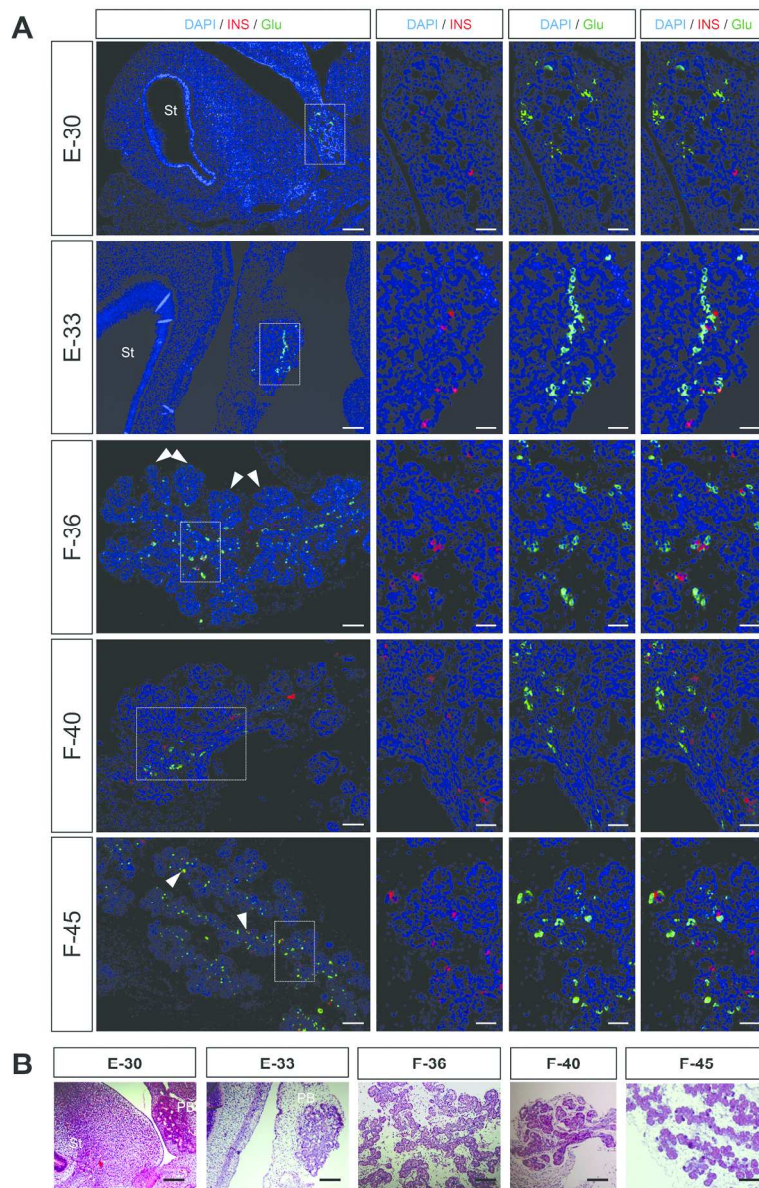 A
DAPI / INS / Glu
DAPI / INS
DAPI / Glu
DAPI / INS / Glu
E-30
St
E-33
St
F-36
F-40
F-45
B
E-30
E-33
F-36
F-40
F-45
St
PB
PB